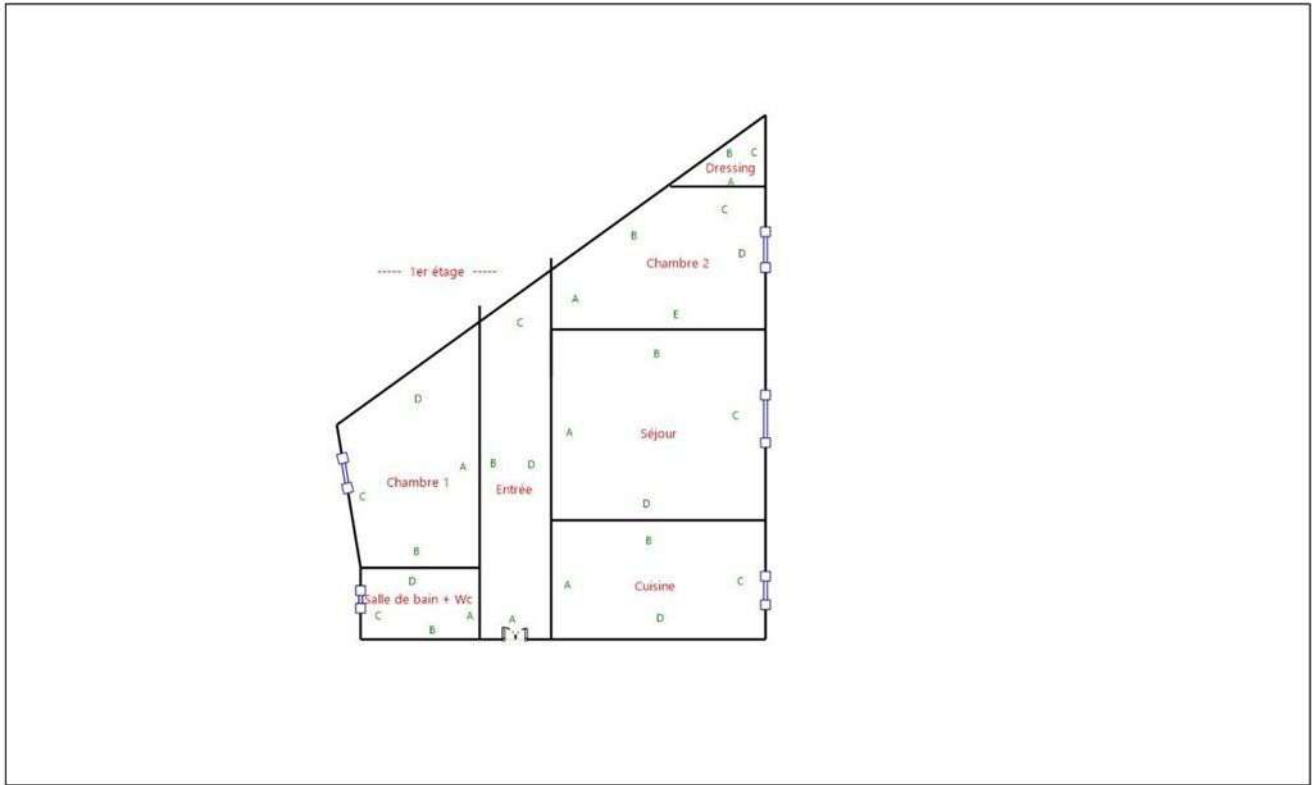 B C
Dressing
A
C
B
D
Chambre 2
----- 1er étage -----
A
E
C
B
D
C
A
Séjour
A B D
Chambre 1
Entrée
C
D
B
B
D
A
Cuisine
C
Salle de bain + Wc
C
A
A
D
B